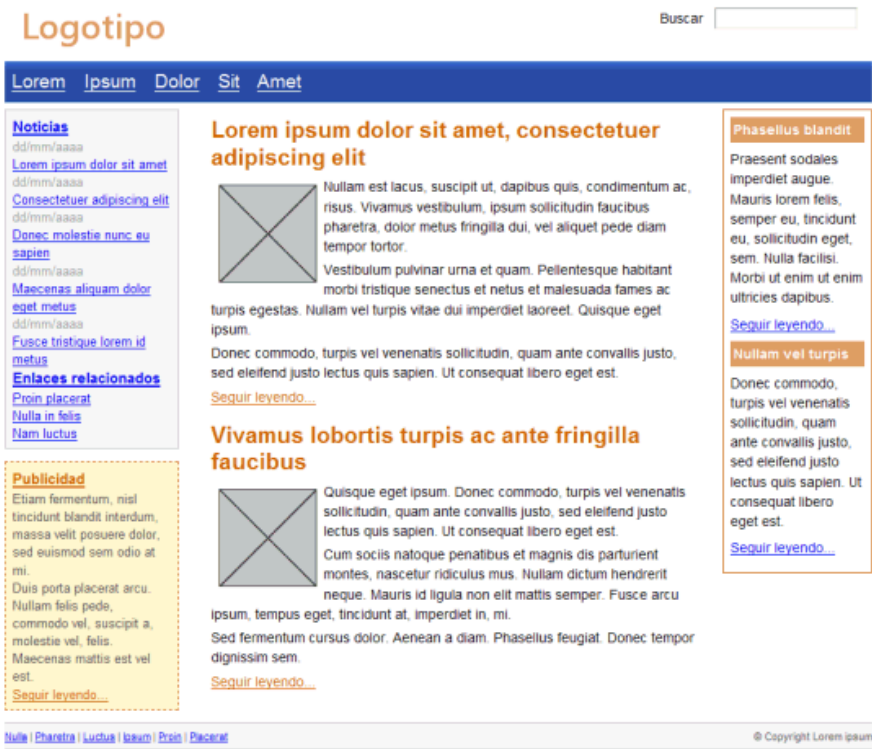 Logotipo
Buscar
Lorem Ipsum Dolor Sit Amet
Noticias
dd/mm/aaaa
Lorem ipsum dolor sit amet
dd/mm/aaaa
Consectetuer adipiscing elit
dd/mm/aaaa
Donec molestie nunc eu
sapien
dd/mm/aaaa
Maecenas aliquam dolor
eget metus
dd/mm/aaaa
Fusce tristique lorem id
metus
Enlaces relacionados
Proin placerat
Nulla in felis
Nam luctus
Publicidad
Etiam fermentum, nisl
tincidunt blandit interdum,
massa velit posuere dolor,
sed euismod sem odio at
mi.
Duis porta placerat arcu.
Nullam felis pede,
commodo vel, suscipit a,
molestie vel, felis.
Maecenas mattis est vel
est.
Seguir leyendo...
Lorem ipsum dolor sit amet, consectetuer
adipiscing elit
Nullam est lacus, suscipit ut, dapibus quis, condimentum ac,
risus. Vivamus vestibulum, ipsum sollicitudin faucibus
pharetra, dolor metus fringilla dui, vel aliquet pede diam
tempor tortor.
Vestibulum pulvinar urna et quam. Pellentesque habitant
morbi tristique senectus et netus et malesuada fames ac
turpis egestas. Nullam vel turpis vitae dui imperdiet laoreet. Quisque eget
ipsum.
Donec commodo, turpis vel venenatis sollicitudin, quam ante convallis justo,
sed eleifend justo lectus quis sapien. Ut consequat libero eget est.
Seguir leyendo...
Vivamus lobortis turpis ac ante fringilla
faucibus
Quisque eget ipsum. Donec commodo, turpis vel venenatis
sollicitudin, quam ante convallis justo, sed eleifend justo
lectus quis sapien. Ut consequat libero eget est.
Cum sociis natoque penatibus et magnis dis parturient
montes, nascetur ridiculus mus. Nullam dictum hendrerit
neque. Mauris id ligula non elit mattis semper. Fusce arcu
ipsum, tempus eget, tincidunt at, imperdiet in, mi.
Sed fermentum cursus dolor. Aenean a diam. Phasellus feugiat. Donec tempor
dignissim sem.
Seguir leyendo...
Phasellus blandit
Praesent sodales
imperdiet augue.
Mauris lorem felis,
semper eu, tincidunt
eu, sollicitudin eget,
sem. Nulla facilisi.
Morbi ut enim ut enim
ultricies dapibus.
Seguir leyendo...
Nullam vel turpis
Donec commodo,
turpis vel venenatis
sollicitudin, quam
ante convallis justo,
sed eleifend justo
lectus quis sapien. Ut
consequat libero
eget est.
Seguir leyendo...
Nulla | Pharetra | Luctus | Ipsum | Proin | Placerat
© Copyright Lorem ipsum